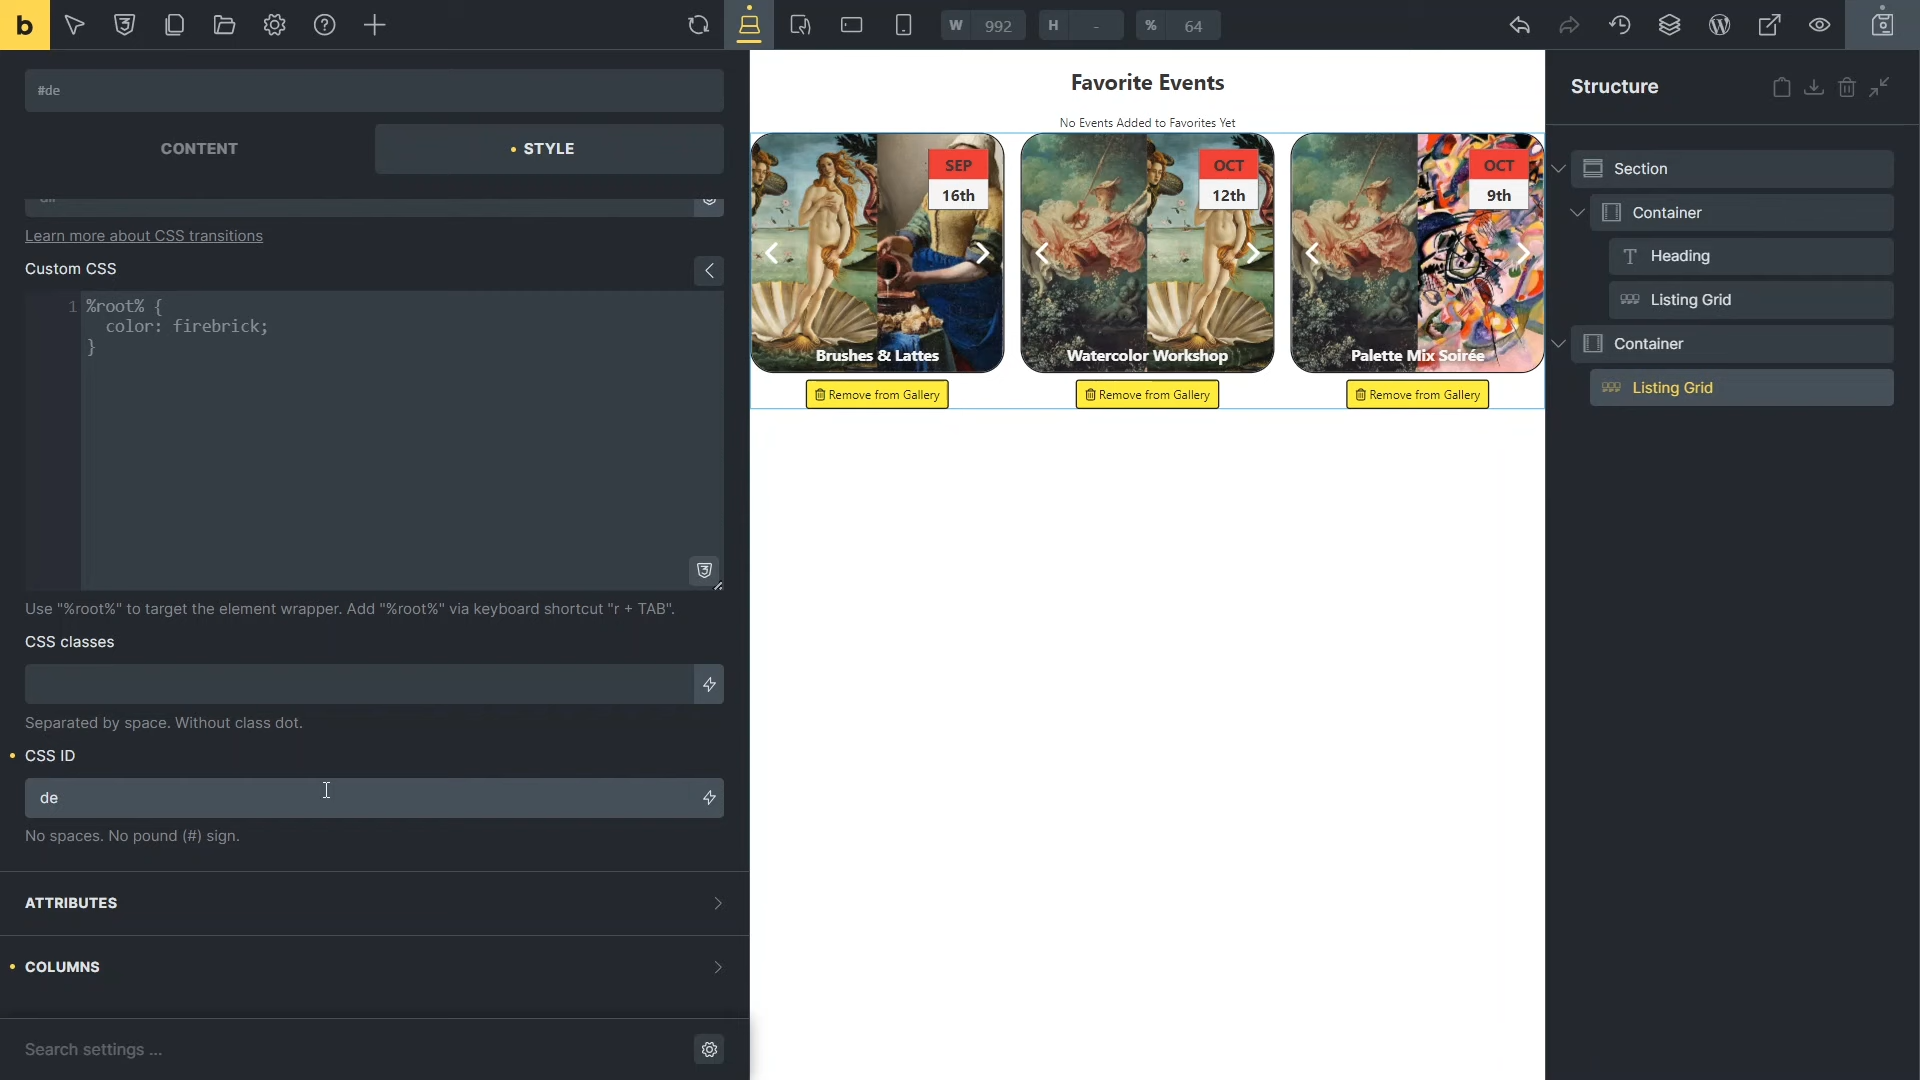 b
W 992 H - % 64
#de
CONTENT
STYLE
Learn more about CSS transitions
Custom CSS
1 %root% {
color: firebrick;
}
Use "%root%" to target the element wrapper. Add "%root%" via keyboard shortcut "r + TAB".
CSS classes
Separated by space. Without class dot.
CSS ID
de
No spaces. No pound (#) sign.
ATTRIBUTES
COLUMNS
Search settings ...
Favorite Events
No Events Added to Favorites Yet
SEP
16th
Brushes & Lattes
Remove from Gallery
OCT
12th
Watercolor Workshop
Remove from Gallery
OCT
9th
Palette Mix Soirée
Remove from Gallery
Structure
Section
Container
Heading
Listing Grid
Container
Listing Grid